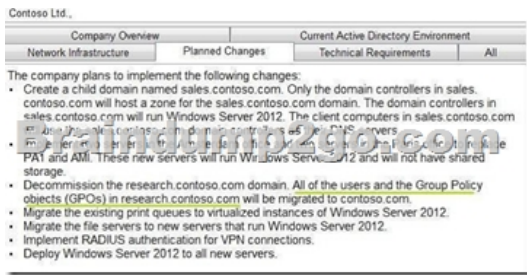 Contoso Ltd.,
Company Overview
Current Active Directory Environment
Network Infrastructure
Planned Changes
Technical Requirements
All
The company plans to implement the following changes:
• Create a child domain named sales.contoso.com. Only the domain controllers in sales.
contoso.com will host a zone for the sales.contoso.com domain. The domain controllers in
sales.contoso.com will run Windows Server 2012. The client computers in sales.contoso.com
servers
Braindump2go.com
PA1 and AMI. These new servers will run Windows Server 2012 and will not have shared
storage.
• Decommission the research.contoso.com domain. All of the users and the Group Policy
objects (GPOs) in research.contoso.com will be migrated to contoso.com.
• Migrate the existing print queues to virtualized instances of Windows Server 2012.
• Migrate the file servers to new servers that run Windows Server 2012.
• Implement RADIUS authentication for VPN connections.
• Deploy Windows Server 2012 to all new servers.